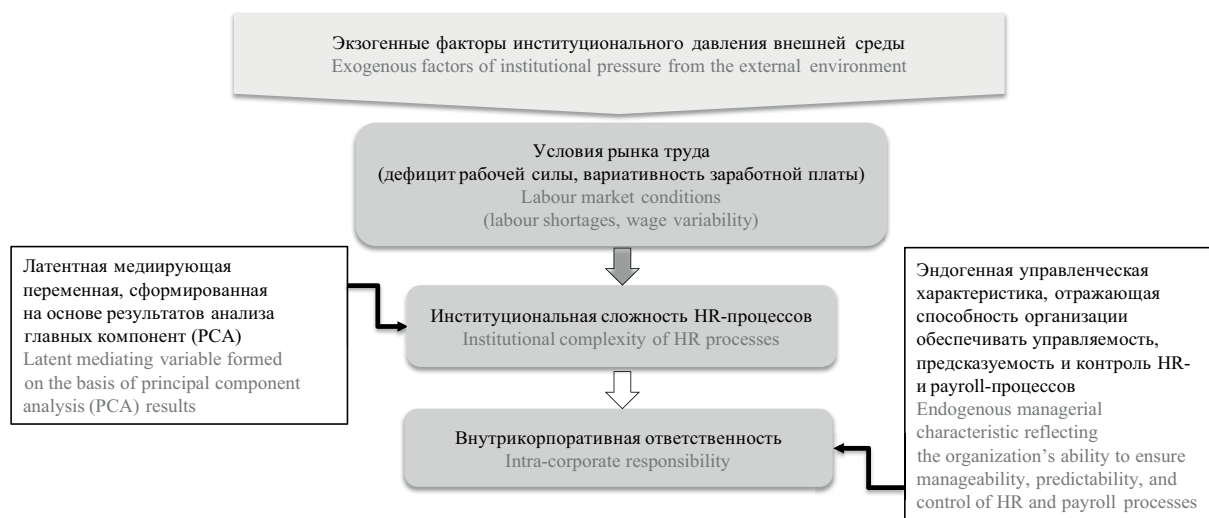 Экзогенные факторы институционального давления внешней среды
Exogenous factors of institutional pressure from the external environment
Условия рынка труда
(дефицит рабочей силы, вариативность заработной платы)
Labour market conditions
(labour shortages, wage variability)
Латентная медиирующая
переменная, сформированная
на основе результатов анализа
главных компонент (PCA)
Latent mediating variable formed
on the basis of principal component
analysis (PCA) results
Институциональная сложность HR-процессов
Institutional complexity of HR processes
Внутрикорпоративная ответственность
Intra-corporate responsibility
Эндогенная управленческая
характеристика, отражающая
способность организации
обеспечивать управляемость,
предсказуемость и контроль HR-
и payroll-процессов
Endogenous managerial
characteristic reflecting
the organization’s ability to ensure
manageability, predictability, and
control of HR and payroll processes